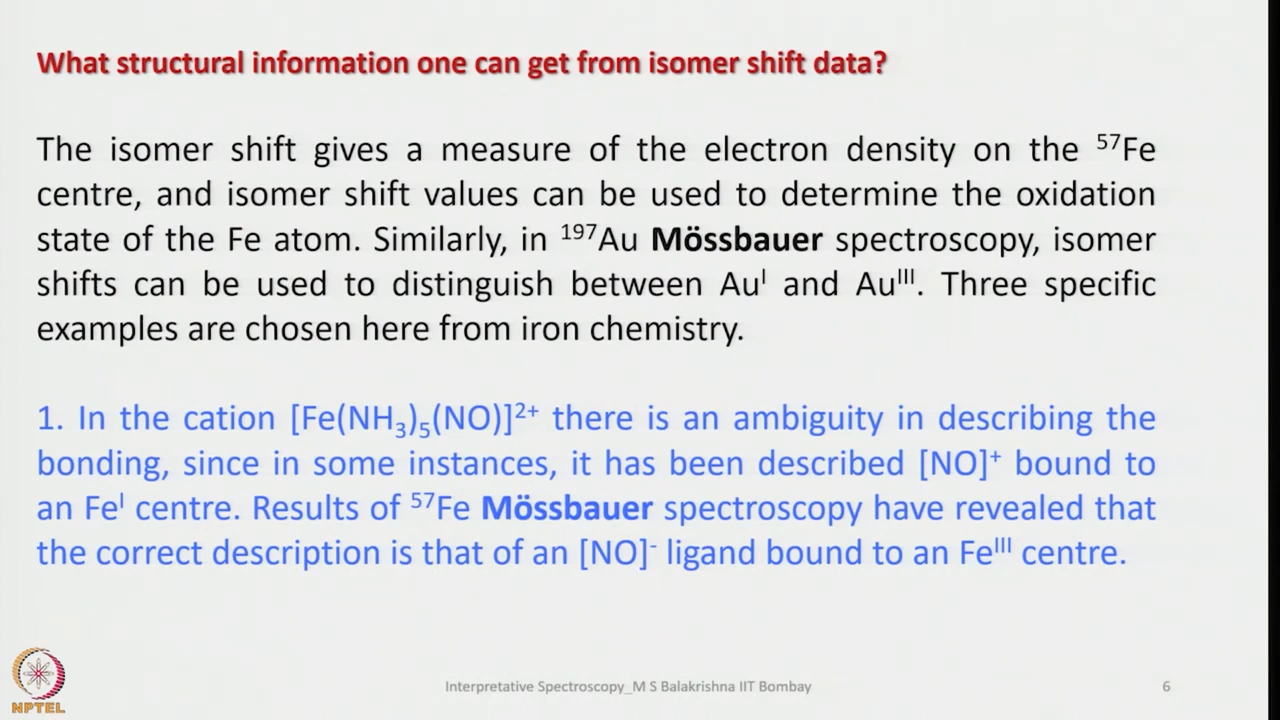 What structural information one can get from isomer shift data?
The isomer shift gives a measure of the electron density on the ⁵⁷Fe
centre, and isomer shift values can be used to determine the oxidation
state of the Fe atom. Similarly, in ¹⁹⁷Au Mössbauer spectroscopy, isomer
shifts can be used to distinguish between Auᴵ and Auᴵᴵᴵ. Three specific
examples are chosen here from iron chemistry.
1. In the cation [Fe(NH₃)₅(NO)]²⁺ there is an ambiguity in describing the
bonding, since in some instances, it has been described [NO]⁺ bound to
an Feᴵ centre. Results of ⁵⁷Fe Mössbauer spectroscopy have revealed that
the correct description is that of an [NO]⁻ ligand bound to an Feᴵᴵᴵ centre.
NPTEL
Interpretative Spectroscopy_M S Balakrishna IIT Bombay
6